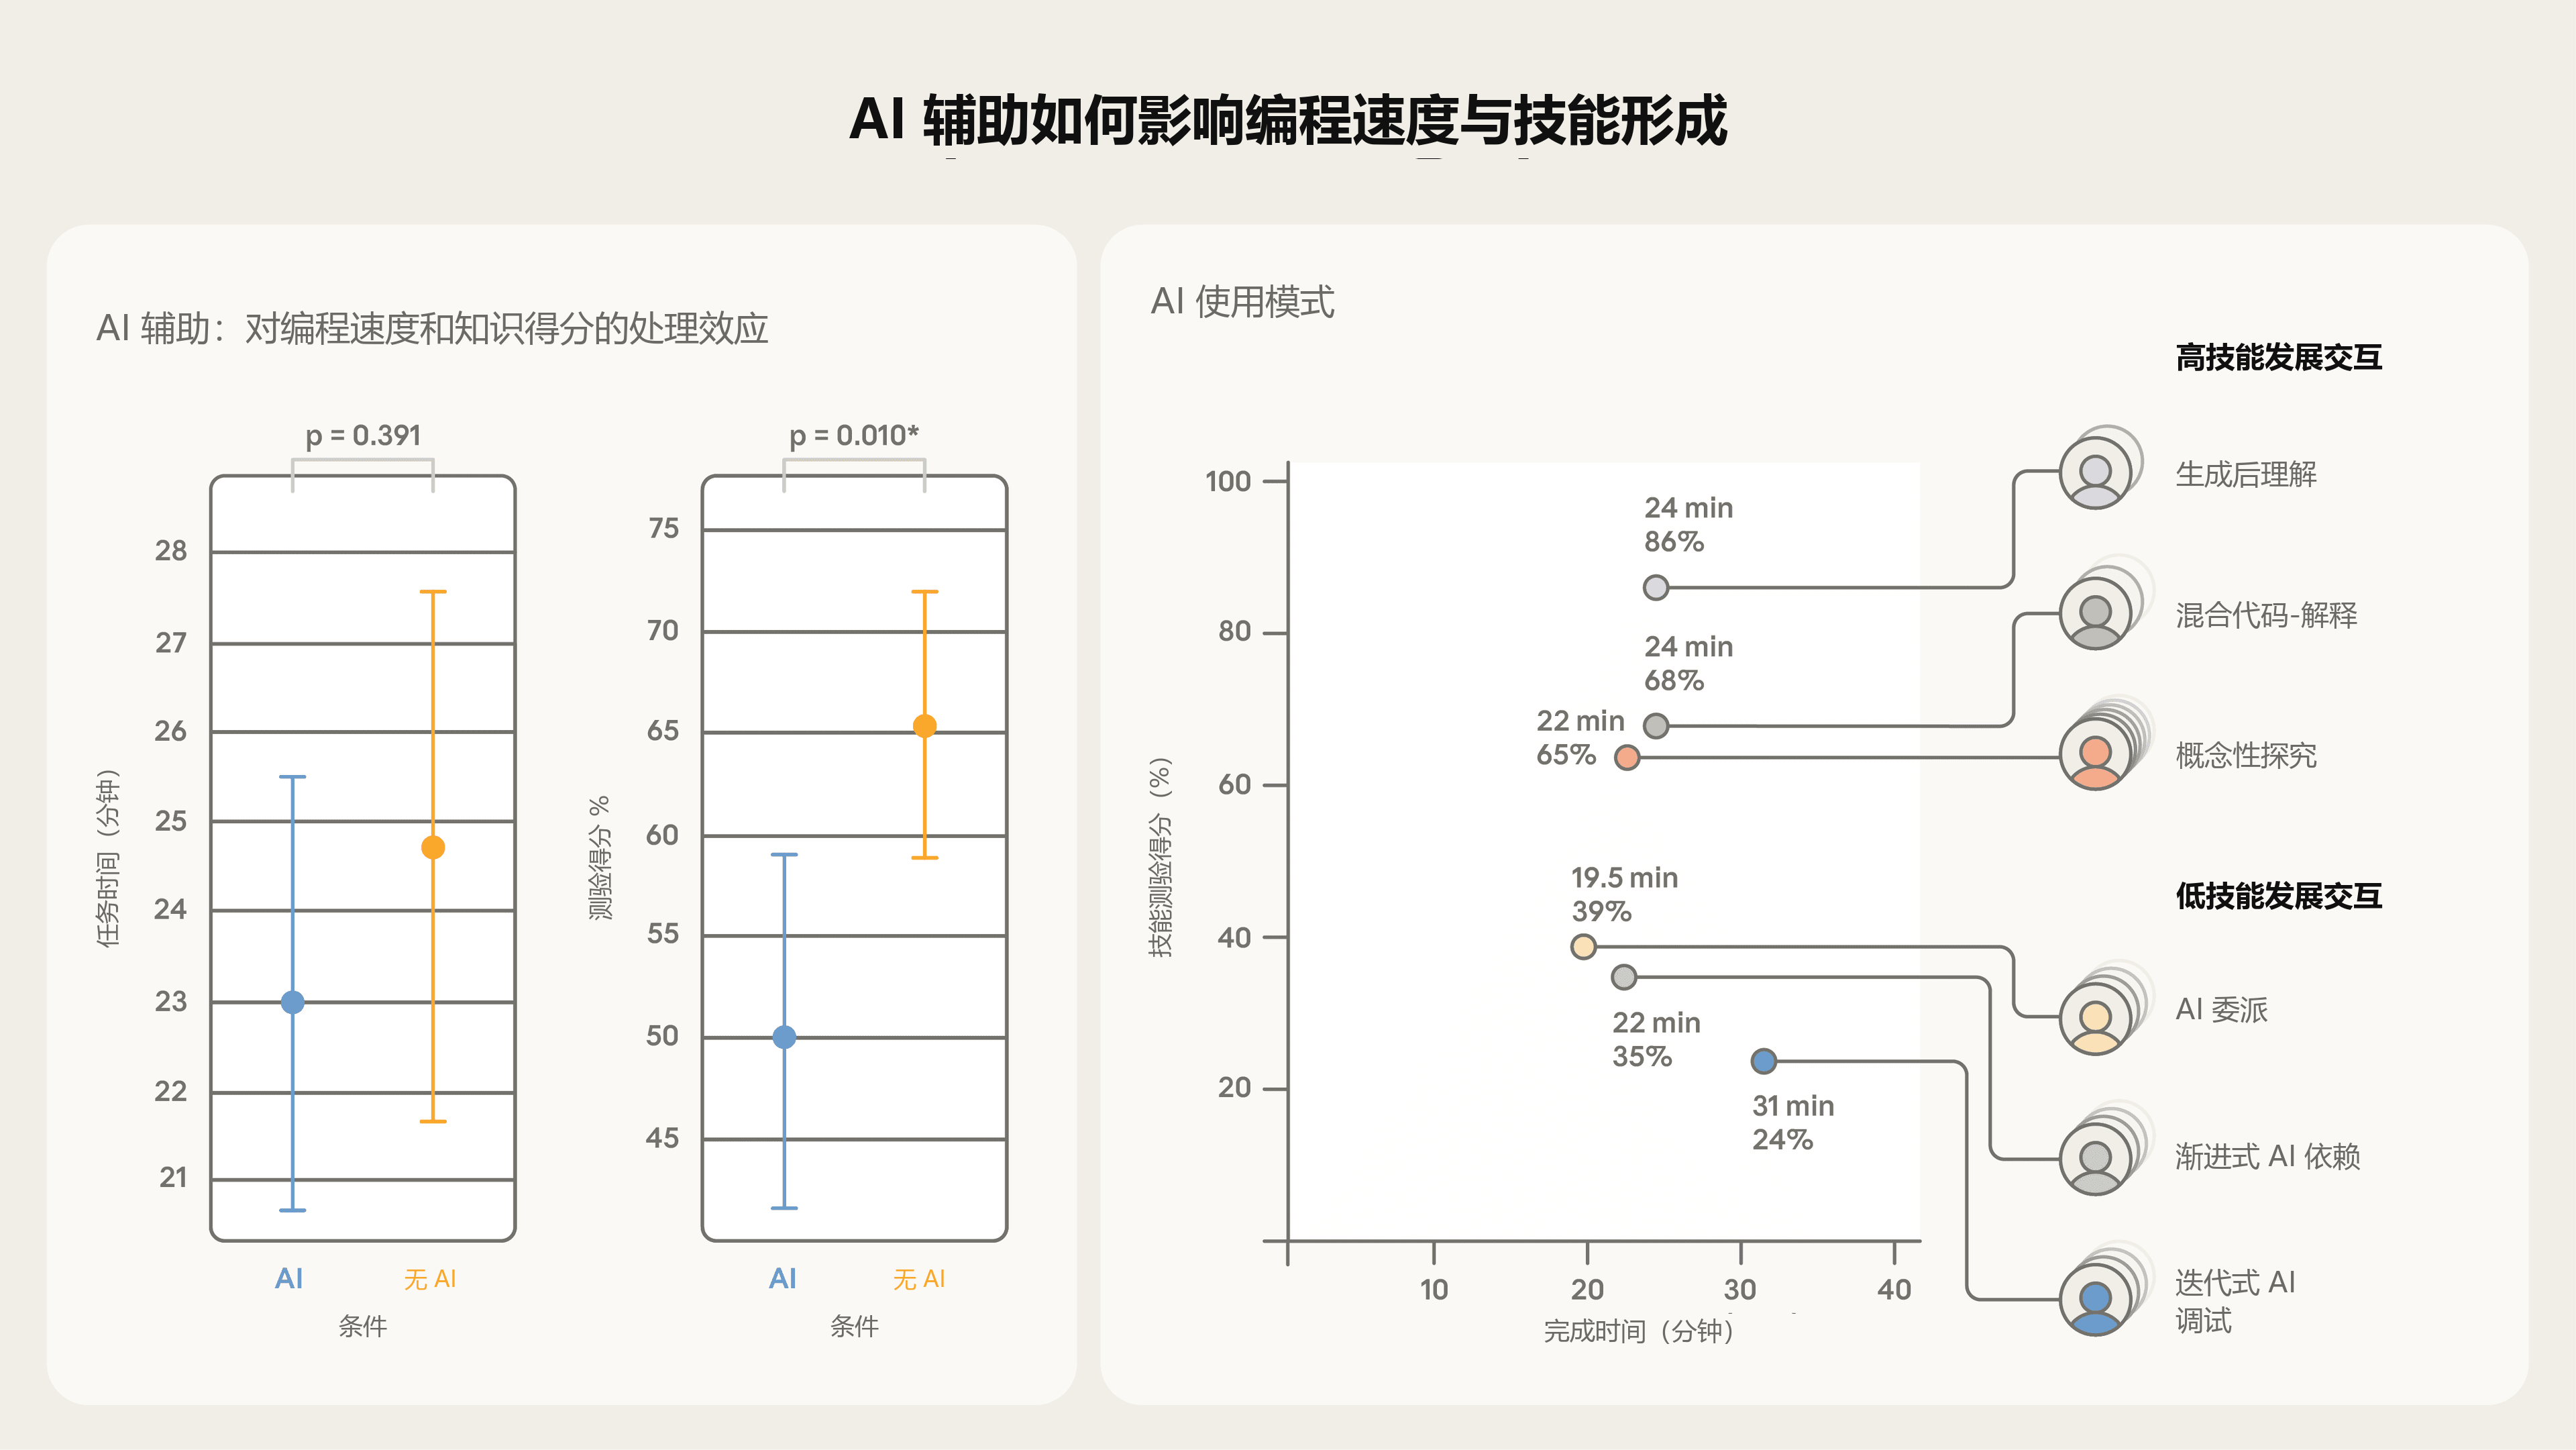 AI 辅助如何影响编程速度与技能形成
AI 辅助：对编程速度和知识得分的处理效应
p = 0.391
28
27
26
25
24
23
22
21
任务时间（分钟）
AI
无 AI
条件
p = 0.010*
75
70
65
60
55
50
45
测验得分 %
AI
无 AI
条件
AI 使用模式
100
80
60
40
20
技能测验得分（%）
24 min
86%
24 min
68%
22 min
65%
19.5 min
39%
22 min
35%
31 min
24%
10
20
30
40
完成时间（分钟）
高技能发展交互
生成后理解
混合代码-解释
概念性探究
低技能发展交互
AI 委派
渐进式 AI 依赖
迭代式 AI
调试